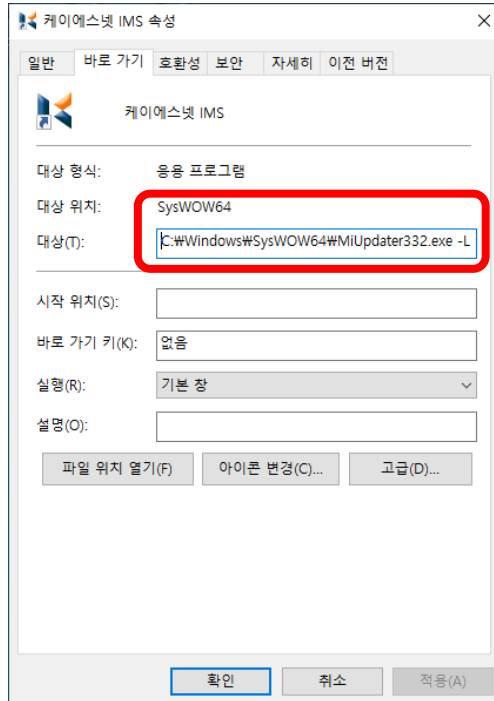 케이에스넷 IMS 속성
일반 바로 가기 호환성 보안 자세히 이전 버전
케이에스넷 IMS
대상 형식: 응용 프로그램
대상 위치: SysWOW64
대상(T): C:₩Windows₩SysWOW64₩MiUpdater332.exe -L
시작 위치(S):
바로 가기 키(K): 없음
실행(R): 기본 창
설명(O):
파일 위치 열기(F) 아이콘 변경(C)... 고급(D)...
확인 취소 적용(A)